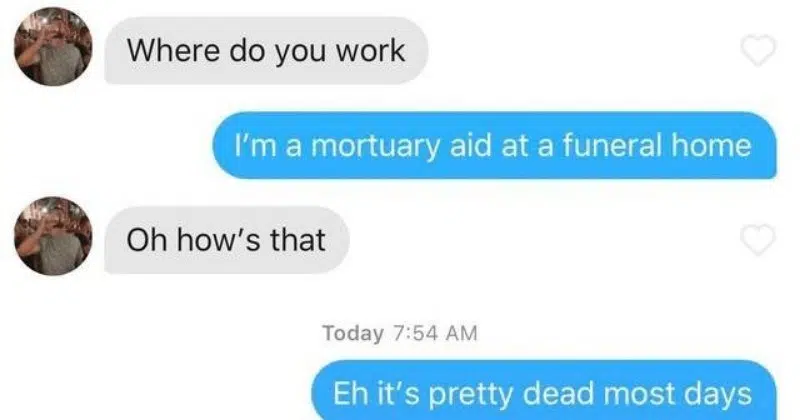 Where do you work
I'm a mortuary aid at a funeral home
Oh how's that
Today 7:54 AM
Eh it's pretty dead most days